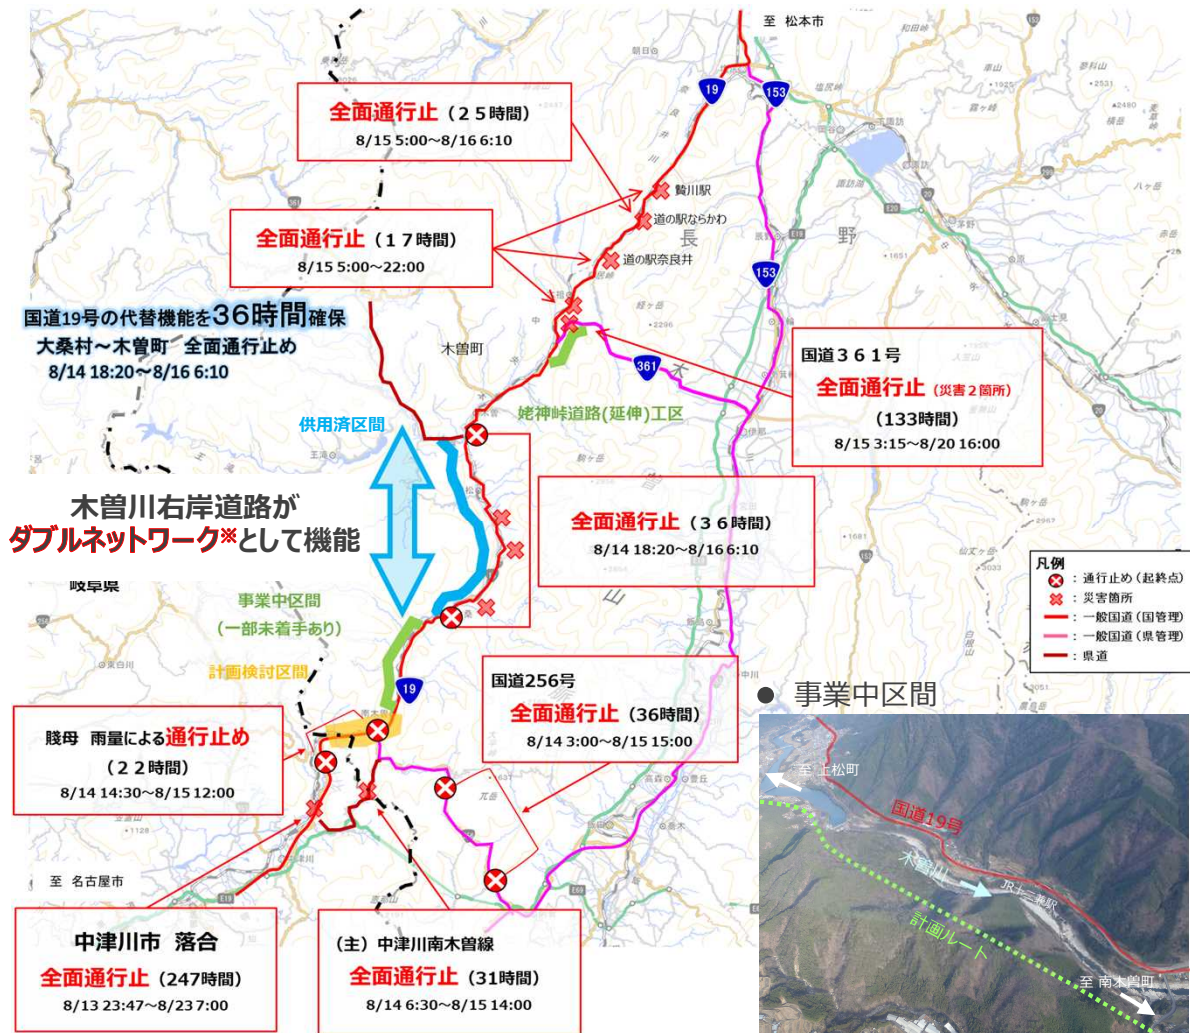 至 松本市
朝日
19
153
全面通行止(25時間)
8/15 5:00～8/16 6:10
贄川駅
道の駅ならかわ
長
野
全面通行止(17時間)
8/15 5:00～22:00
道の駅奈良井
153
国道19号の代替機能を36時間確保
大桑村～木曽町 全面通行止め
8/14 18:20～8/16 6:10
木曽町
361
国道361号
全面通行止(災害2箇所)
(133時間)
8/15 3:15～8/20 16:00
姥神峠道路(延伸)工区
供用済区間
木曽川右岸道路が
ダブルネットワーク※として機能
全面通行止(36時間)
8/14 18:20～8/16 6:10
岐阜県
事業中区間
(一部未着手あり)
計画検討区間
19
凡例
：通行止め(起終点)
：災害箇所
：一般国道(国管理)
：一般国道(県管理)
：県道
国道256号
全面通行止(36時間)
8/14 3:00～8/15 15:00
賤母 雨量による通行止め
(22時間)
8/14 14:30～8/15 12:00
至 名古屋市
中津川市 落合
全面通行止(247時間)
8/13 23:47～8/23 7:00
(主)中津川南木曽線
全面通行止(31時間)
8/14 6:30～8/15 14:00
● 事業中区間
至 上松町
国道19号
木曽川
JR十二兼駅
計画ルート
至 南木曽町